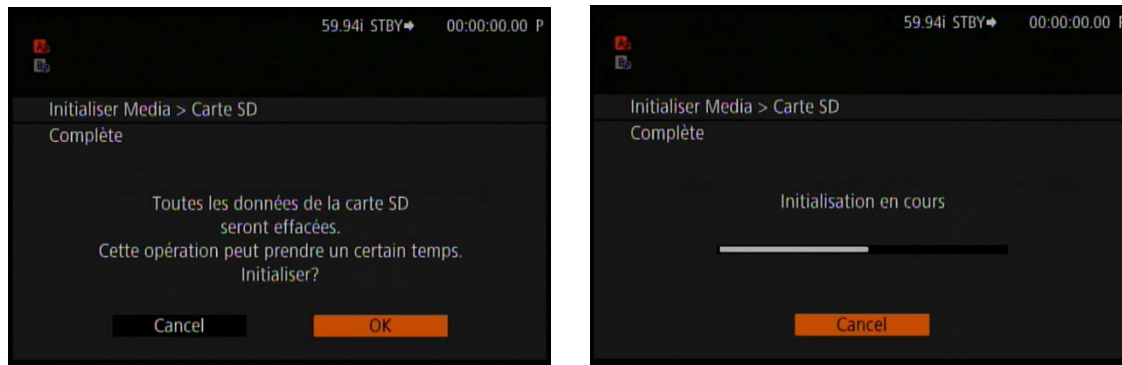 59.94i STBY➡ 00:00:00.00 P
A
B
Initialiser Media > Carte SD
Complète
Toutes les données de la carte SD
seront effacées.
Cette opération peut prendre un certain temps.
Initialiser?
Cancel OK
59.94i STBY➡ 00:00:00.00 P
A
B
Initialiser Media > Carte SD
Complète
Initialisation en cours
Cancel